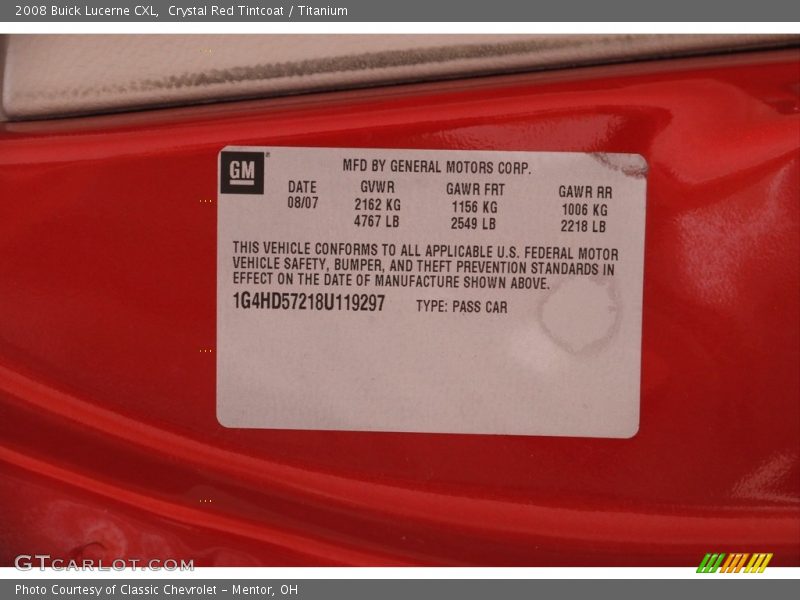 2008 Buick Lucerne CXL,  Crystal Red Tintcoat / Titanium
GM
MFD BY GENERAL MOTORS CORP.
DATE GVWR GAWR FRT GAWR RR
08/07 2162 KG 1156 KG 1006 KG
4767 LB 2549 LB 2218 LB
THIS VEHICLE CONFORMS TO ALL APPLICABLE U.S. FEDERAL MOTOR
VEHICLE SAFETY, BUMPER, AND THEFT PREVENTION STANDARDS IN
EFFECT ON THE DATE OF MANUFACTURE SHOWN ABOVE.
1G4HD57218U119297 TYPE: PASS CAR
GTCARLOT.COM
Photo Courtesy of Classic Chevrolet - Mentor, OH